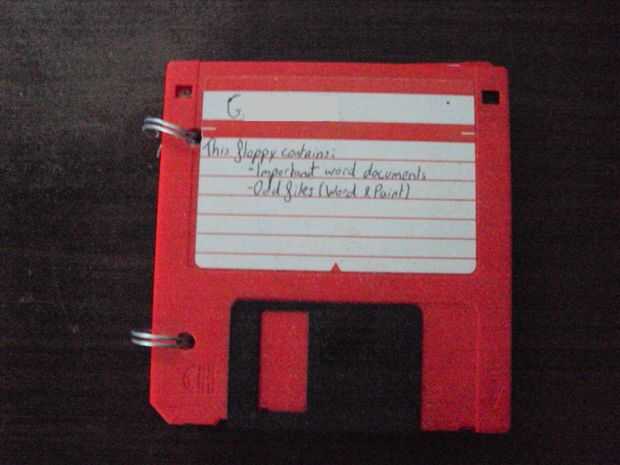 G.
This floppy contains:
-Important word documents
-Odd files (Word & Paint)